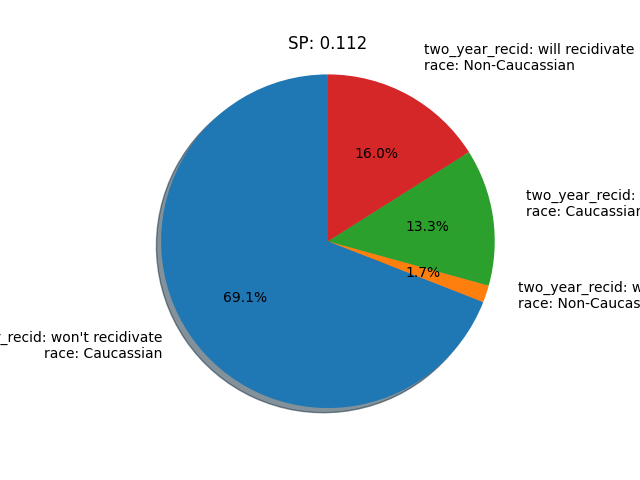 SP: 0.112
two_year_recid: will recidivate
race: Non-Caucassian
16.0%
two_year_recid:
race: Caucassian
13.3%
1.7%
two_year_recid: w
race: Non-Caucas
69.1%
_recid: won't recidivate
race: Caucassian